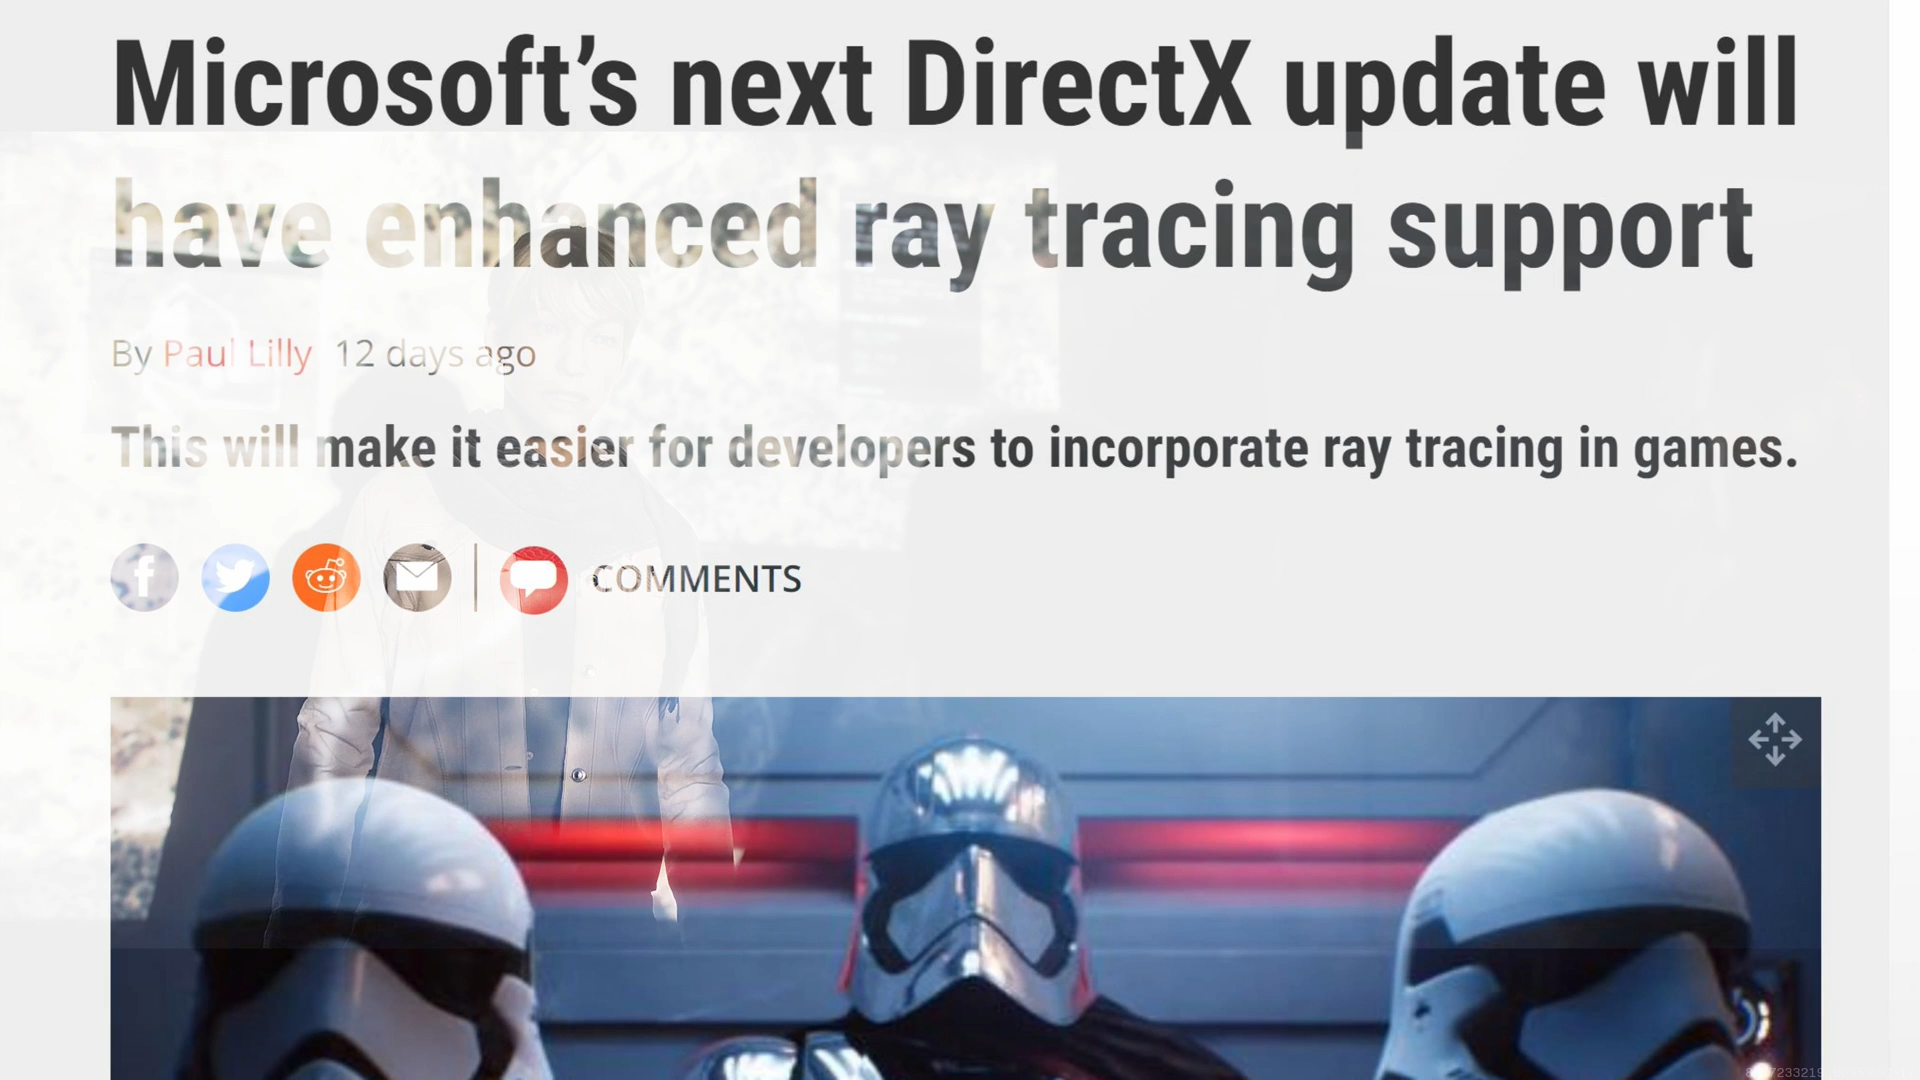 Microsoft’s next DirectX update will
have enhanced ray tracing support
By Paul Lilly 12 days ago
This will make it easier for developers to incorporate ray tracing in games.
COMMENTS